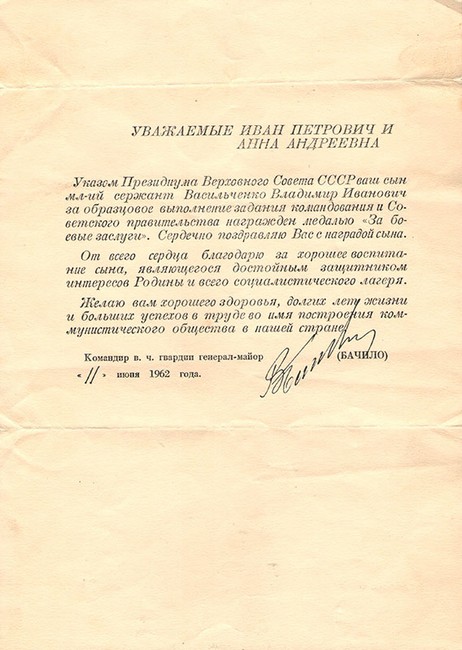 УВАЖАЕМЫЕ ИВАН ПЕТРОВИЧ И
АННА АНДРЕЕВНА
Указом Президиума Верховного Совета СССР ваш сын
мл-ий сержант Васильченко Владимир Иванович
за образцовое выполнение задания командования и Со-
ветского правительства награжден медалью «За бо-
евые заслуги». Сердечно поздравляю Вас с наградой сына.
От всего сердца благодарю за хорошее воспита-
ние сына, являющегося достойным защитником
интересов Родины и всего социалистического лагеря.
Желаю вам хорошего здоровья, долгих лет жизни
и больших успехов в труде во имя построения ком-
мунистического общества в нашей стране
Командир в. ч. гвардии генерал-майор (БАЧИЛО)
«11» июня 1962 года.